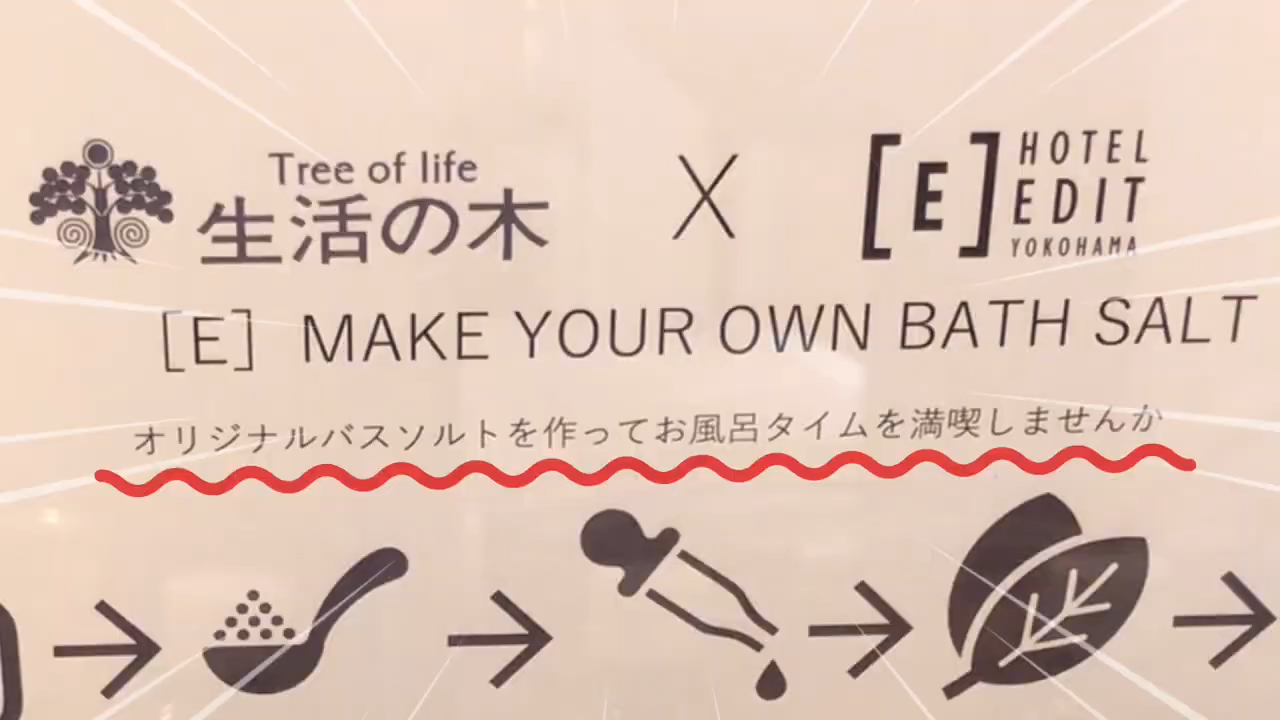 Tree of life
生活の木
X
[E] HOTEL
EDIT
YOKOHAMA
[E] MAKE YOUR OWN BATH SALT
オリジナルバスソルトを作ってお風呂タイムを満喫しませんか